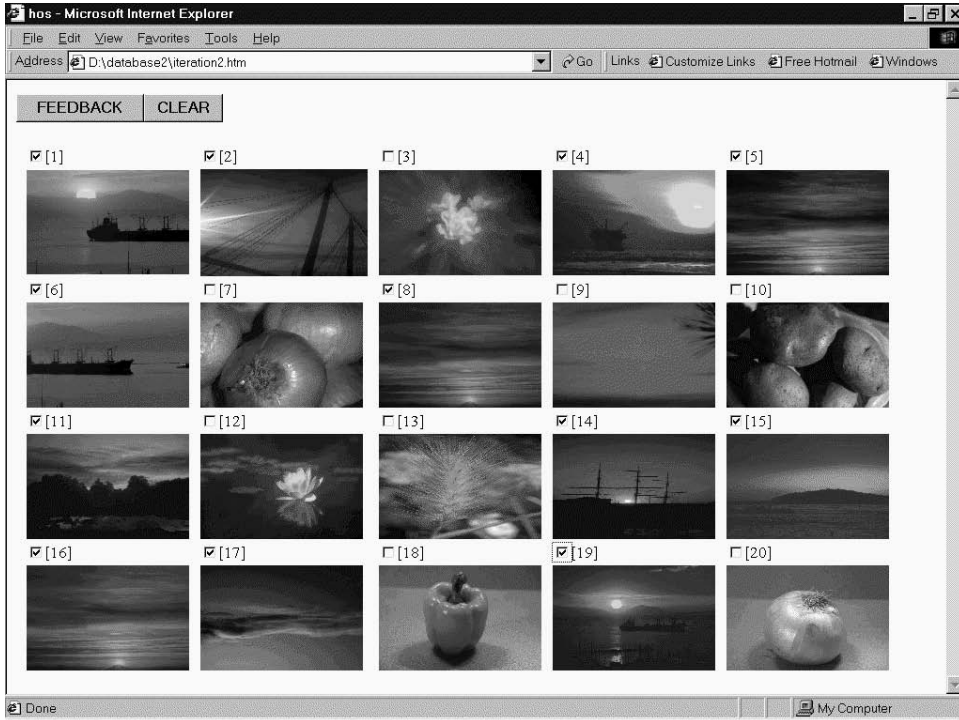 hos - Microsoft Internet Explorer
File Edit View Favorites Tools Help
Address D:\database2\iteration2.htm Go Links Customize Links Free Hotmail Windows
FEEDBACK CLEAR
[1] [2] [3] [4] [5]
[6] [7] [8] [9] [10]
[11] [12] [13] [14] [15]
[16] [17] [18] [19] [20]
Done My Computer